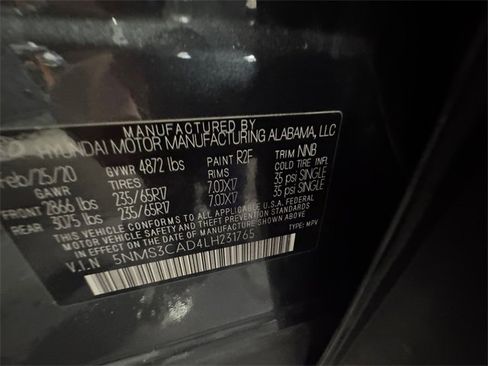 MANUFACTURED BY
HYUNDAI MOTOR MANUFACTURING ALABAMA, LLC
Feb/25/20 GVWR 4872 lbs PAINT R2F TRIM NNB
TIRES RIMS COLD TIRE INFL.
FRONT 2866 lbs 235/65R17 7.0JX17 35 psi SINGLE
REAR 3075 lbs 235/65R17 7.0JX17 35 psi SINGLE
THIS VEHICLE CONFORMS TO ALL APPLICABLE U.S.A. FEDERAL
MOTOR VEHICLE SAFETY AND THEFT PREVENTION STANDARDS
IN EFFECT ON THE DATE OF MANUFACTURE SHOWN ABOVE.
V.I.N 5NMS3CAD4LH231765 TYPE: MPV